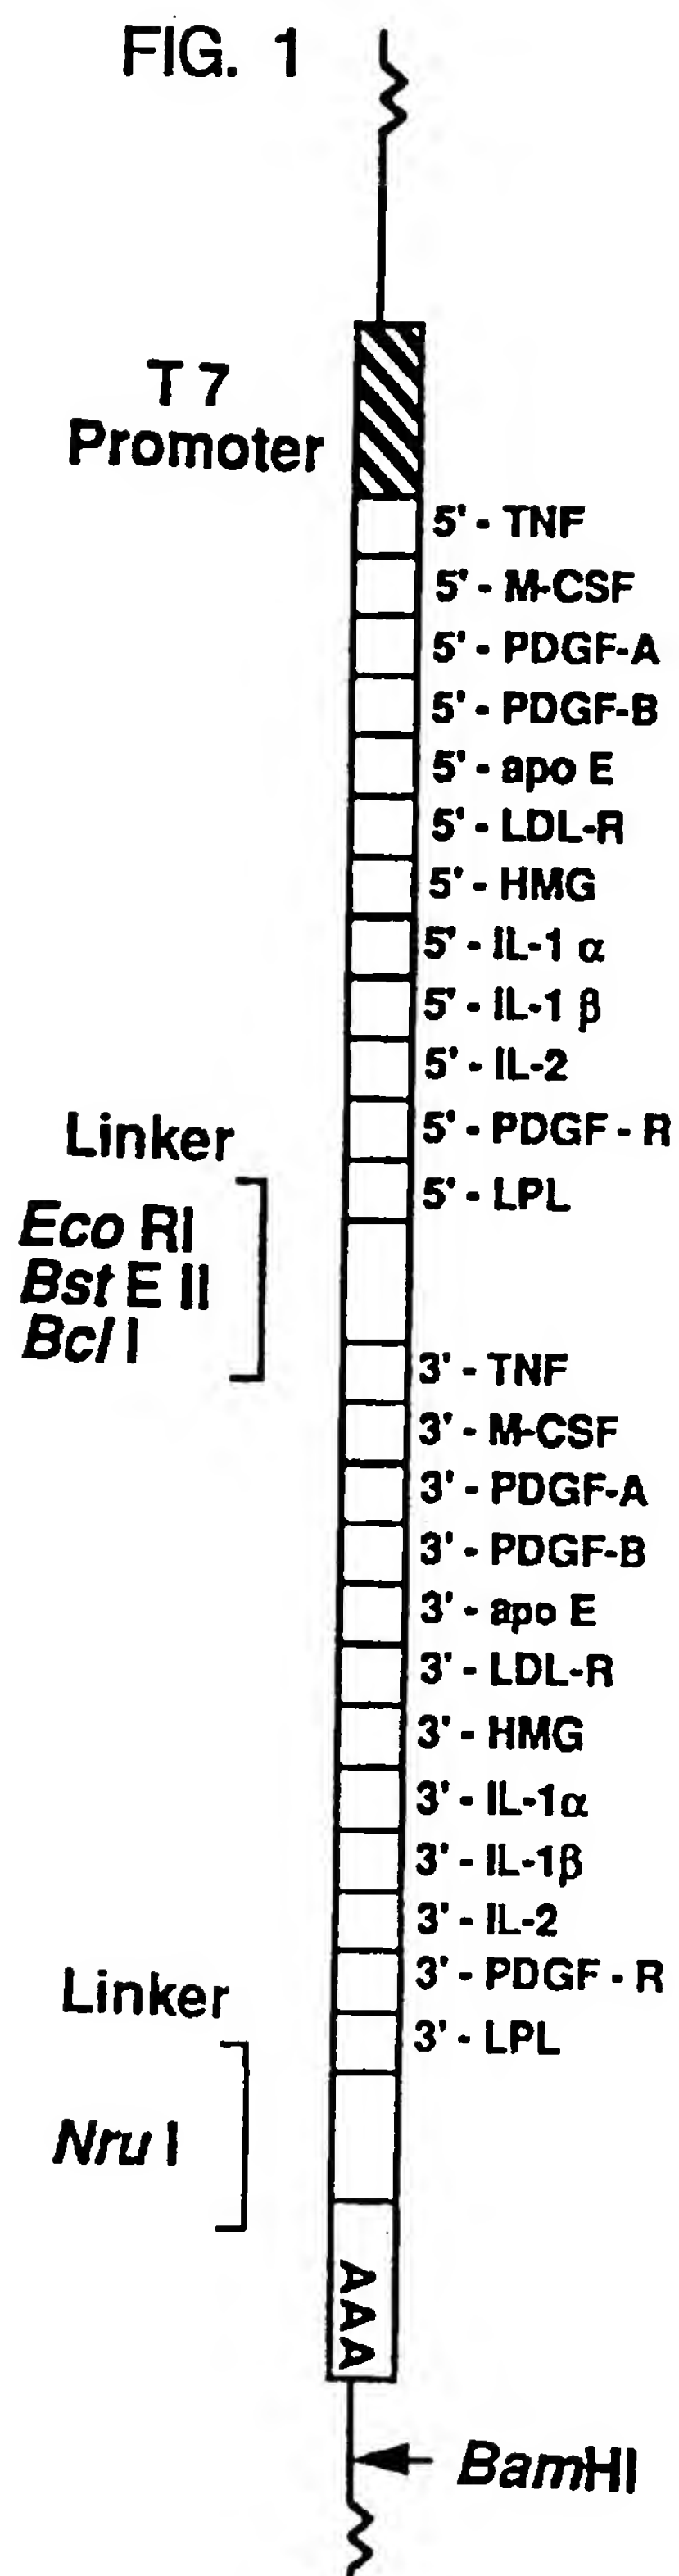 FIG. 1
T 7
Promoter
5' - TNF
5' - M-CSF
5' - PDGF-A
5' - PDGF-B
5' - apo E
5' - LDL-R
5' - HMG
5' - IL-1 α
5' - IL-1 β
5' - IL-2
5' - PDGF - R
5' - LPL
Linker
Eco RI
Bst E II
Bcl I
3' - TNF
3' - M-CSF
3' - PDGF-A
3' - PDGF-B
3' - apo E
3' - LDL-R
3' - HMG
3' - IL-1α
3' - IL-1β
3' - IL-2
3' - PDGF - R
3' - LPL
Linker
Nru I
AAA
BamHI